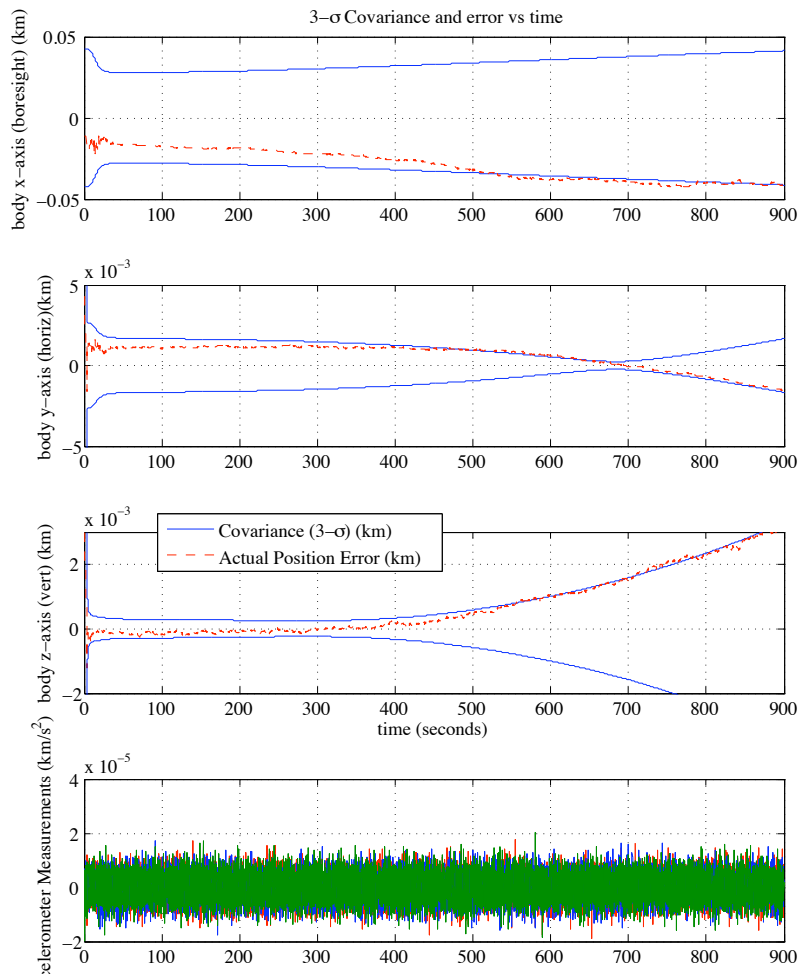 3−σ Covariance and error vs time
body x−axis (boresight) (km)
0.05
0
−0.05
0 100 200 300 400 500 600 700 800 900
x 10⁻³
body y−axis (horiz)(km)
5
0
−5
0 100 200 300 400 500 600 700 800 900
x 10⁻³
body z−axis (vert) (km)
2
0
−2
Covariance (3−σ) (km)
Actual Position Error (km)
0 100 200 300 400 500 600 700 800 900
time (seconds)
x 10⁻⁵
celerometer Measurements (km/s²)
4
2
0
−2
0 100 200 300 400 500 600 700 800 900